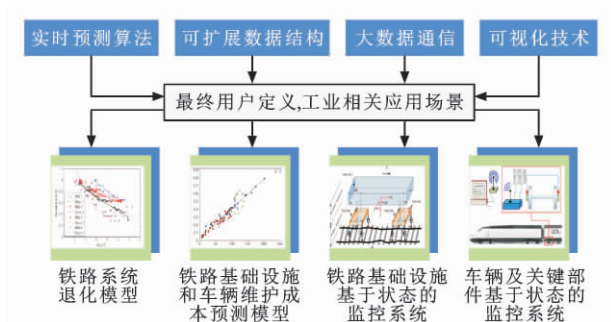 实时预测算法
可扩展数据结构
大数据通信
可视化技术
最终用户定义,工业相关应用场景
铁路系统
退化模型
铁路基础设施
和车辆维护成
本预测模型
铁路基础设施
基于状态的
监控系统
车辆及关键部
件基于状态的
监控系统